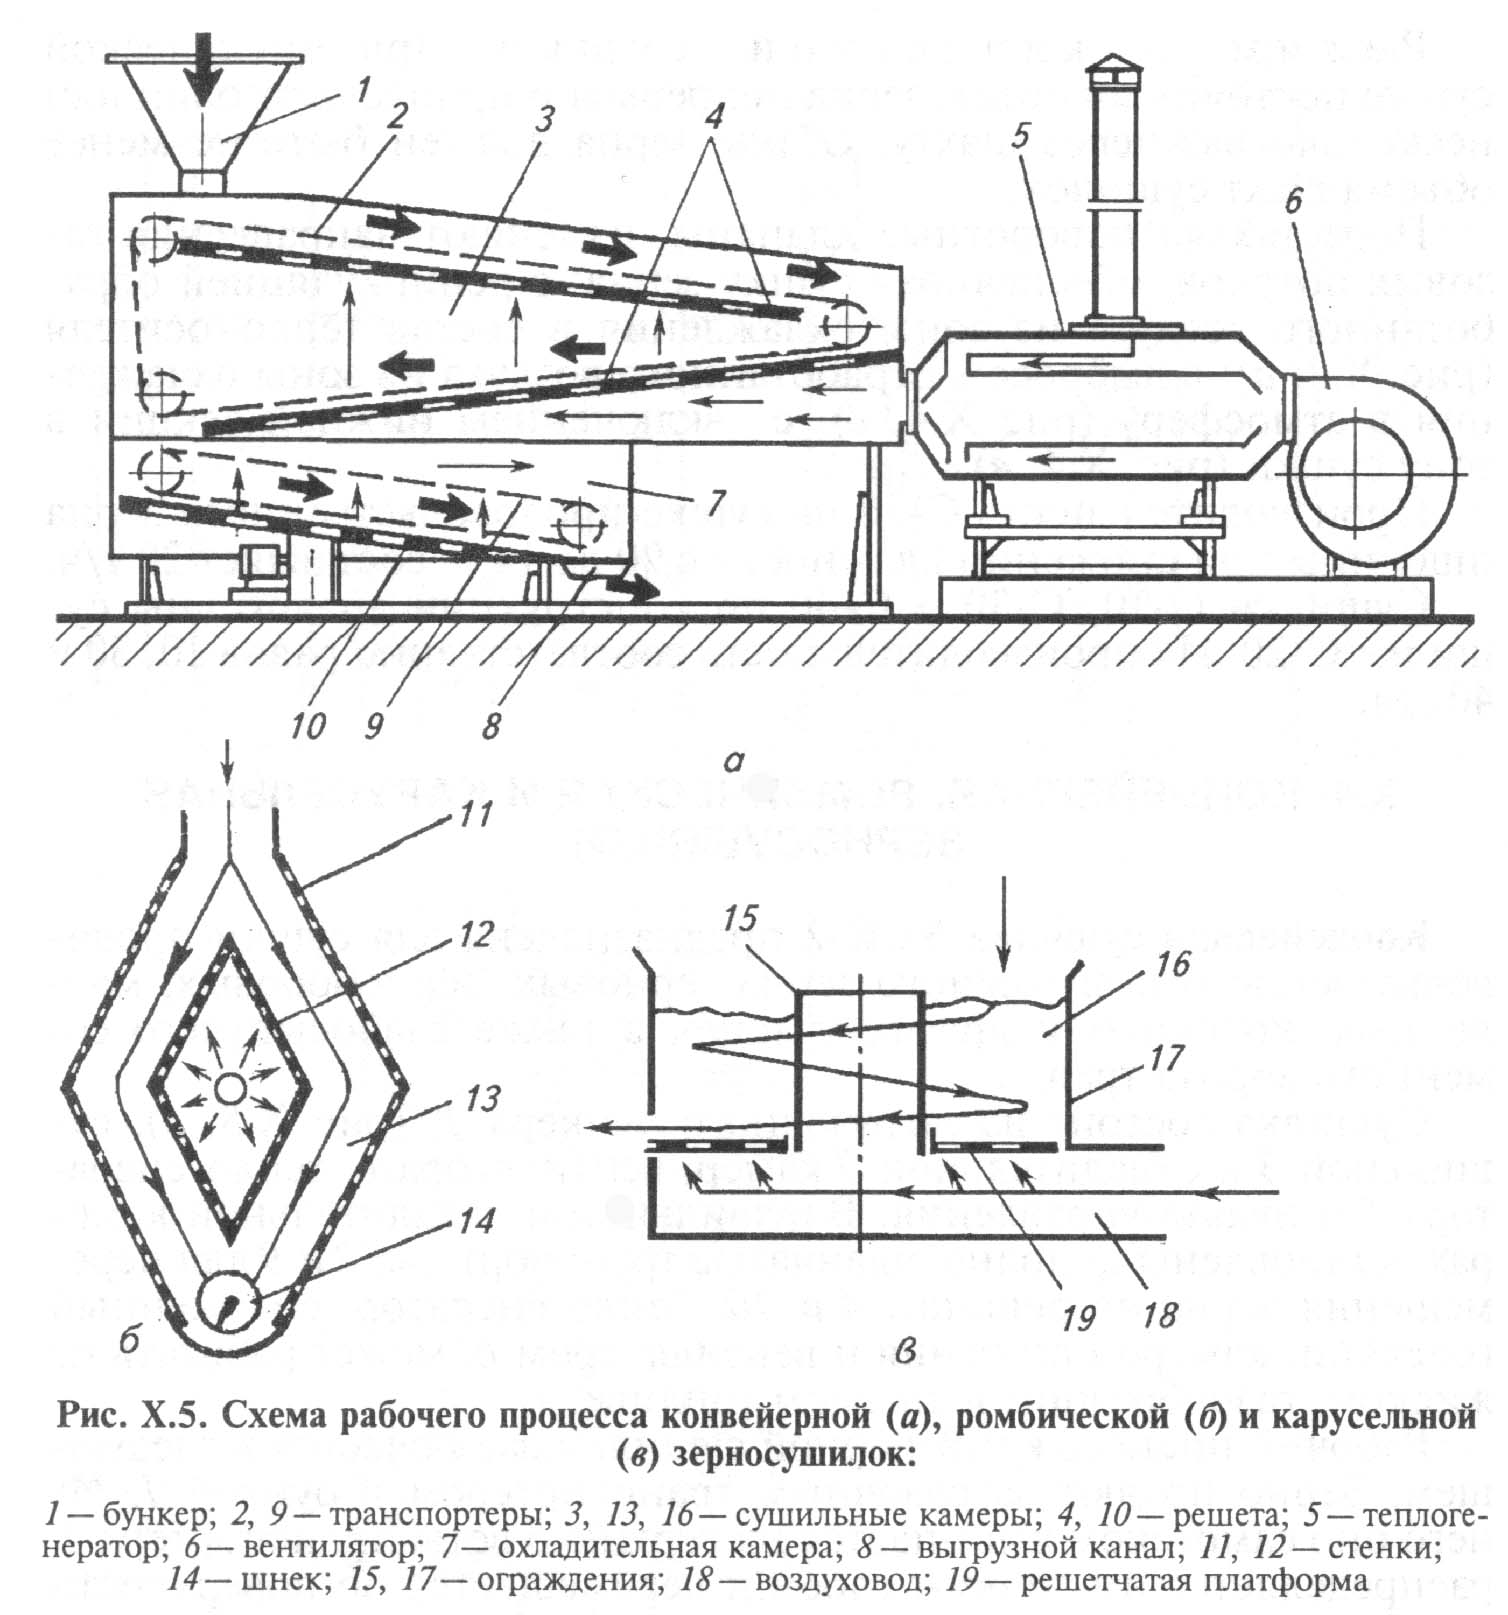 1
2
3
4
5
6
7
10
9
8
а
11
12
13
14
б
15
16
17
19
18
в
Рис. X.5. Схема рабочего процесса конвейерной (а), ромбической (б) и карусельной
(в) зерносушилок:
1 — бункер; 2, 9 — транспортеры; 3, 13, 16 — сушильные камеры; 4, 10 — решета; 5 — теплоге-
нератор; 6 — вентилятор; 7 — охладительная камера; 8 — выгрузной канал; 11, 12 — стенки;
14 — шнек; 15, 17 — ограждения; 18 — воздуховод; 19 — решетчатая платформа